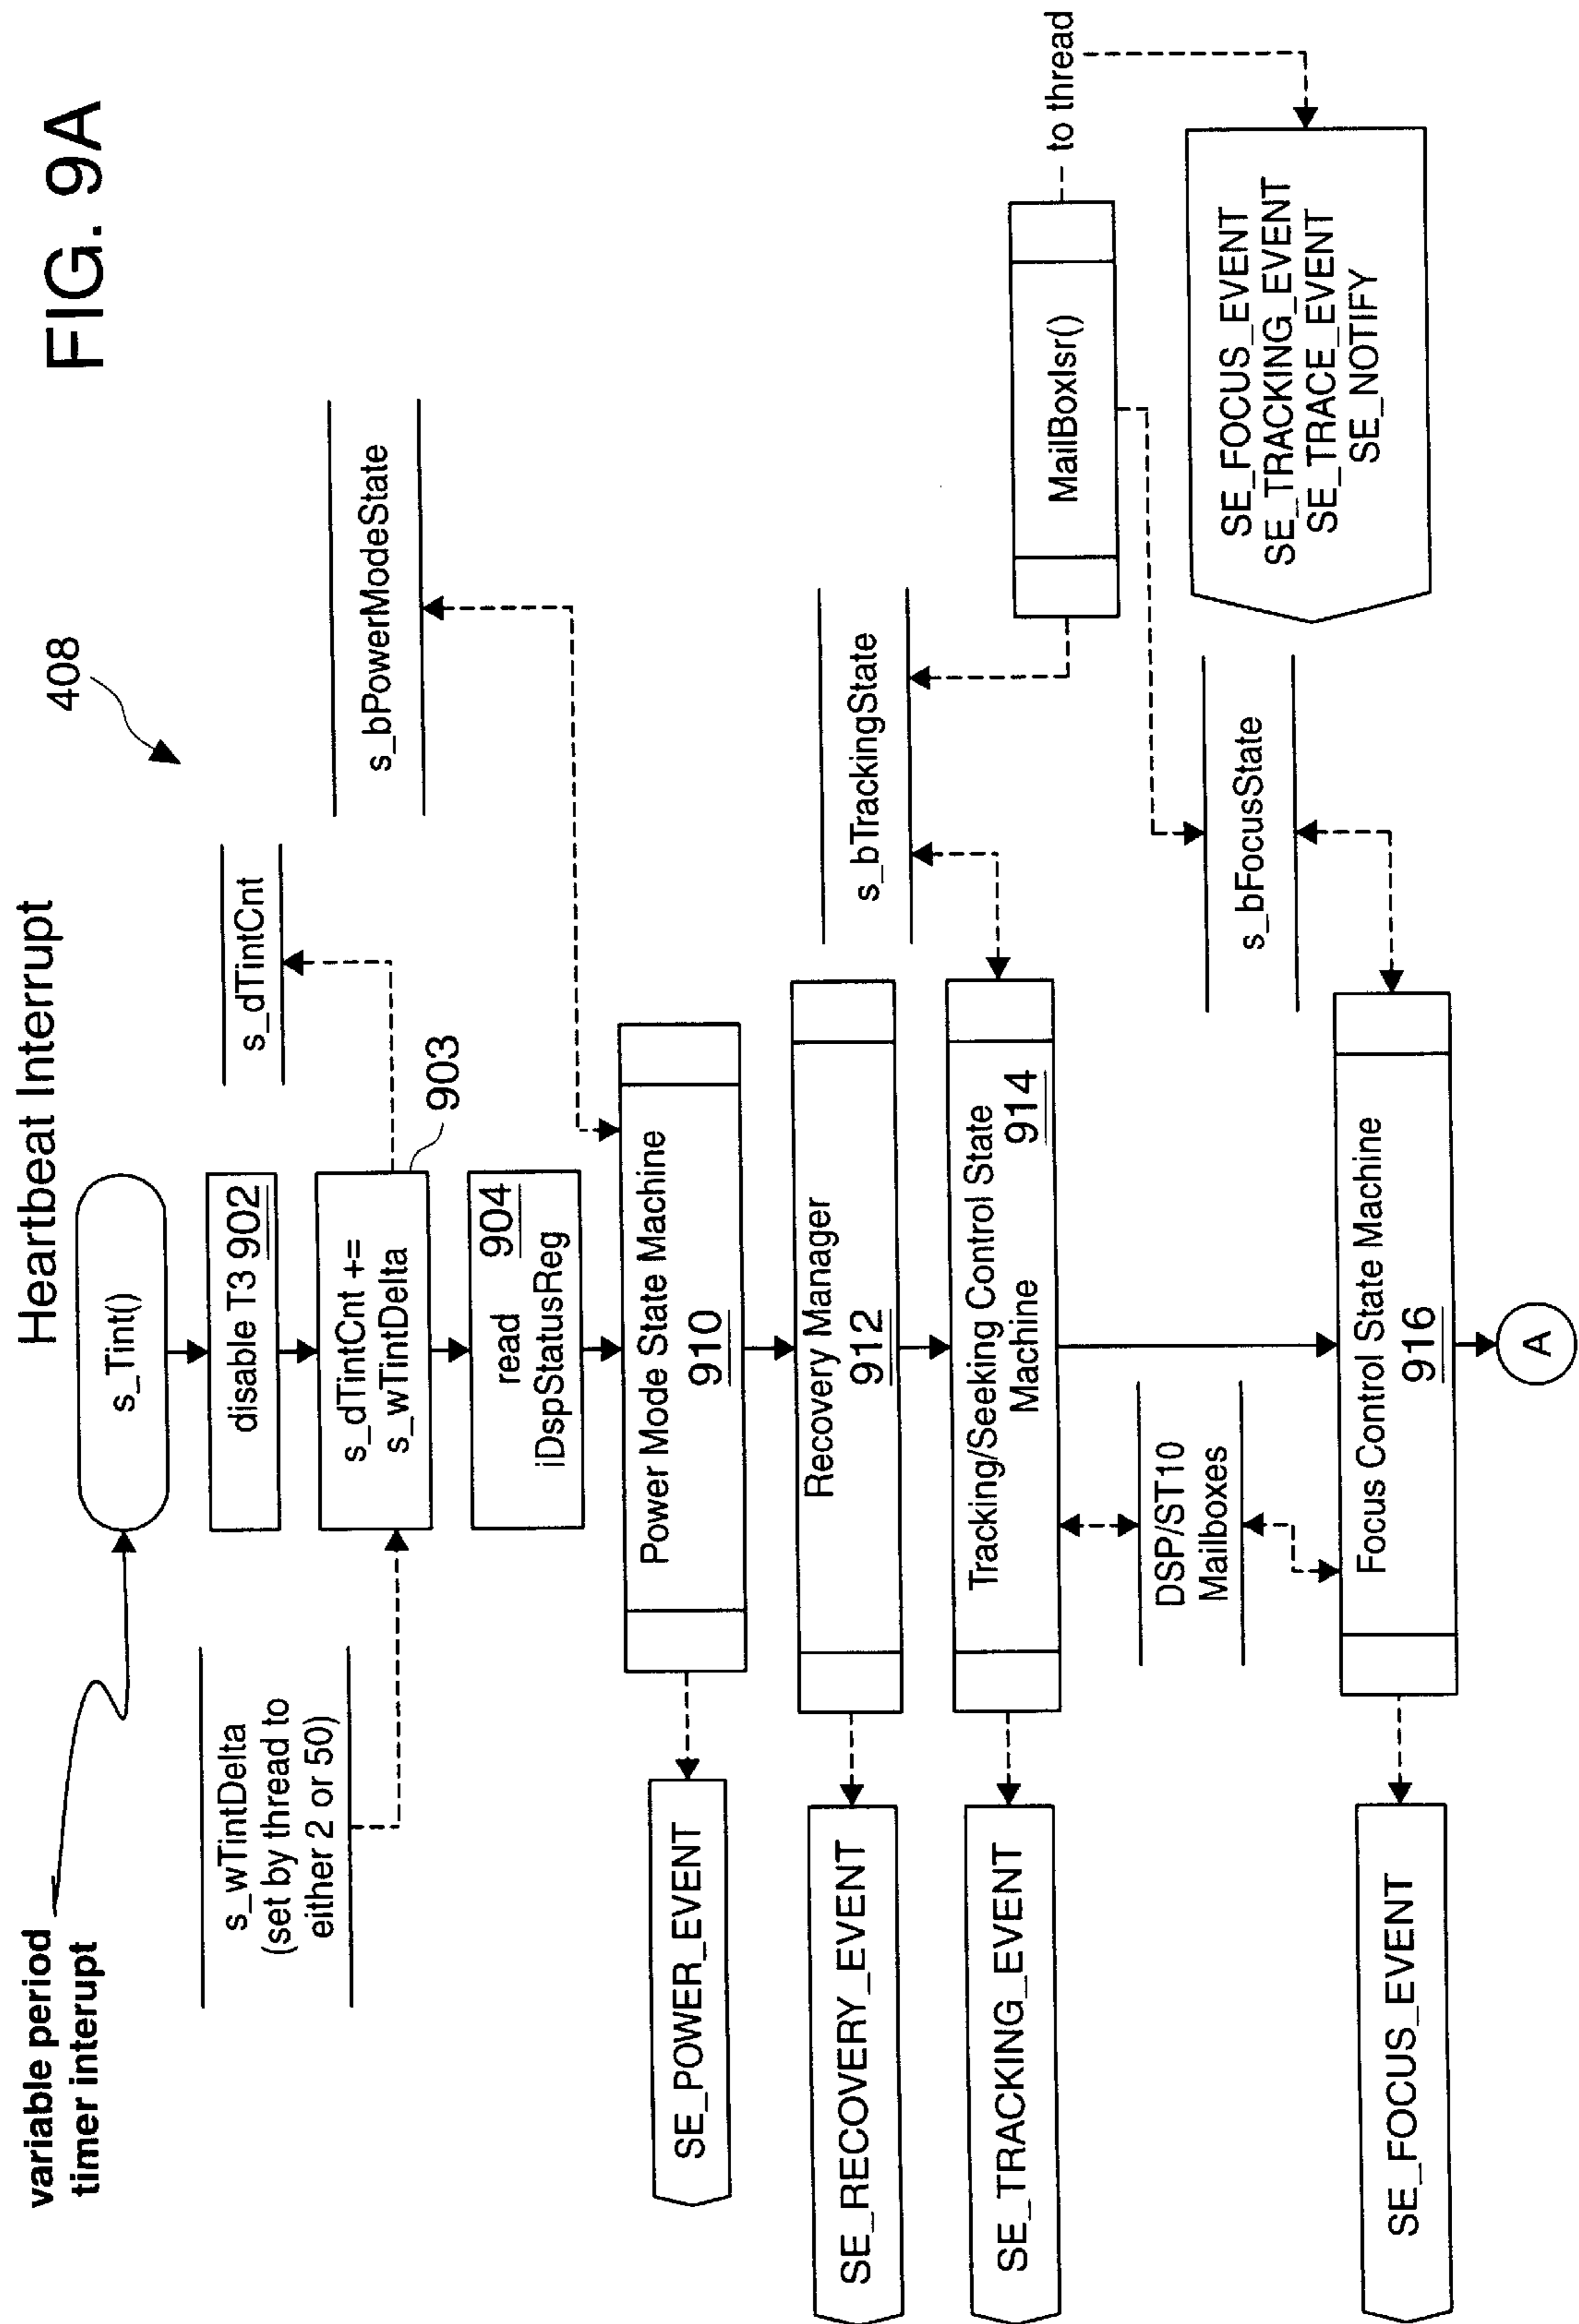 FIG. 9A
Heartbeat Interrupt
408
variable period
timer interupt
s_Tint()
disable T3 902
s_wTintDelta
(set by thread to
either 2 or 50)
s_dTintCnt +=
s_wTintDelta
903
s_dTintCnt
904
read
iDspStatusReg
s_bPowerModeState
Power Mode State Machine
910
SE_POWER_EVENT
Recovery Manager
912
SE_RECOVERY_EVENT
s_bTrackingState
Tracking/Seeking Control State
Machine
914
SE_TRACKING_EVENT
MailBoxIsr()
to thread
DSP/ST10
Mailboxes
s_bFocusState
SE_FOCUS_EVENT
SE_TRACKING_EVENT
SE_TRACE_EVENT
SE_NOTIFY
Focus Control State Machine
916
SE_FOCUS_EVENT
A